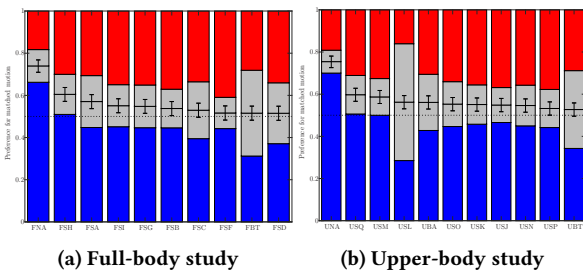 1
0.8
0.6
0.4
0.2
0
Preference for matched motion
FNA FSH FSA FSI FSG FSB FSC FSF FBT FSD
(a) Full-body study
1
0.8
0.6
0.4
0.2
0
Preference for matched motion
UNA USQ USM USL UBA USO USK USJ USN USP UBT
(b) Upper-body study